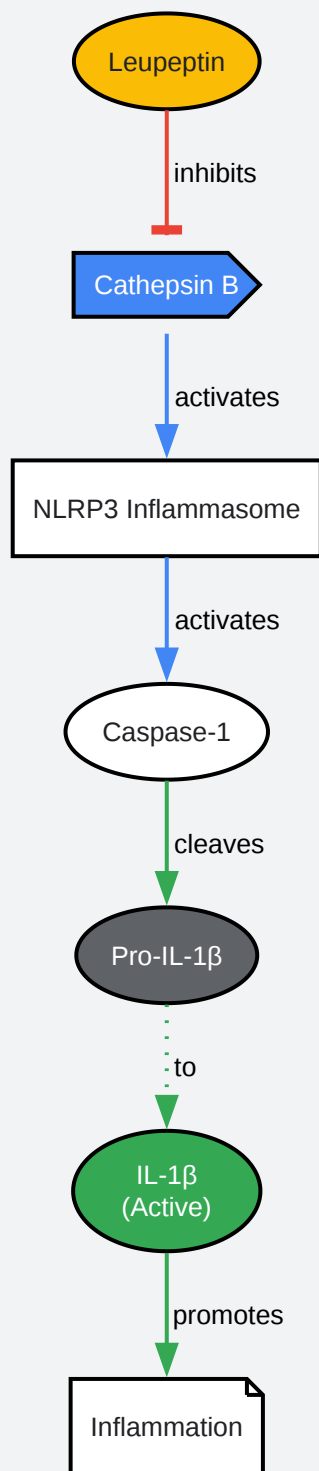 Leupeptin
inhibits
Cathepsin B
activates
NLRP3 Inflammasome
activates
Caspase-1
cleaves
Pro-IL-1β
to
IL-1β
(Active)
promotes
Inflammation